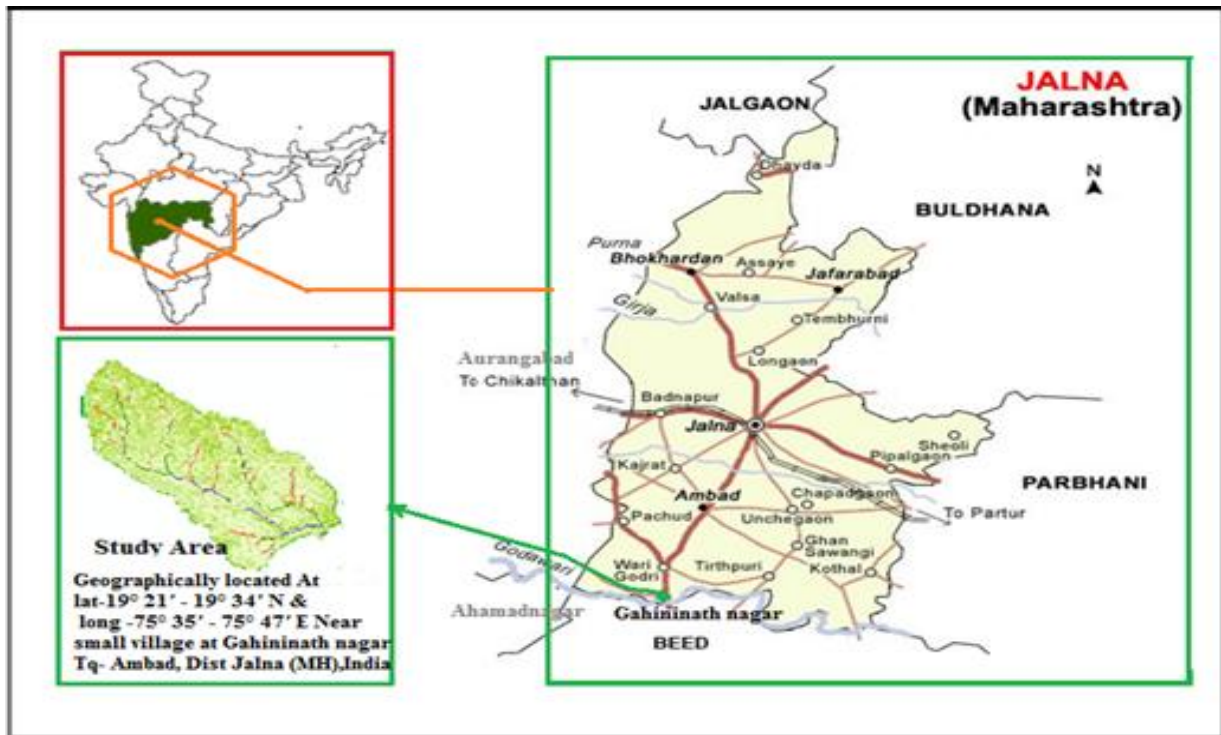 JALNA
(Maharashtra)
JALGAON
N
Dhayda
BULDHANA
Purna
Bhokhardan
Assaye
Jafarabad
Valsa
Girja
Tembhurni
Longaon
Aurangabad
To Chikalthan
Badnapur
Jalna
Sheoli
Pipalgaon
Kajrat
PARBHANI
Ambad
Chapadgaon
Pachud
Unchegaon
To Partur
Ghan
Sawangi
Godawari
Wari
Godri
Tirthpuri
Kothal
Ahamadnagar
Gahininath nagar
BEED
Study Area
Geographically located At
lat-19° 21′ - 19° 34′ N &
long -75° 35′ - 75° 47′ E Near
small village at Gahininath nagar
Tq- Ambad, Dist Jalna (MH),India